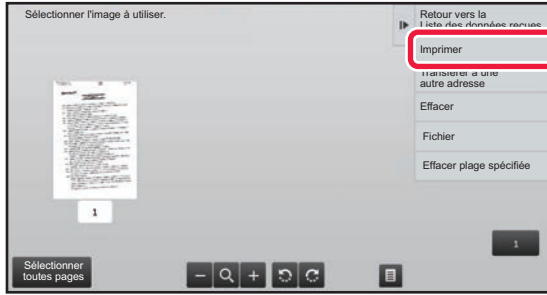 Sélectionner l'image à utiliser.
Retour vers la
Liste des données reçues
Imprimer
Transférer à une
autre adresse
Effacer
Fichier
Effacer plage spécifiée
1
1
Sélectionner
toutes pages